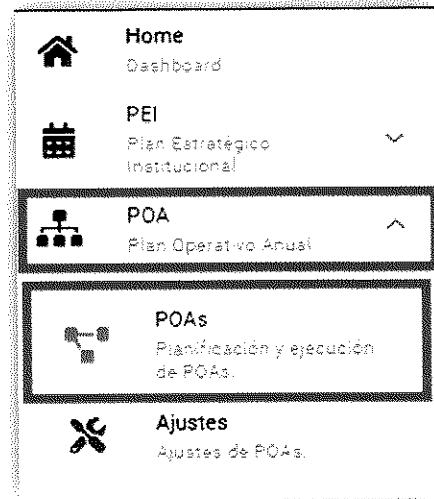 Home
Dashboard
PEI
Plan Estratégico
Institucional
POA
Plan Operativo Anual
POAs
Planificación y ejecución
de POAs.
Ajustes
Ajustes de POAs.